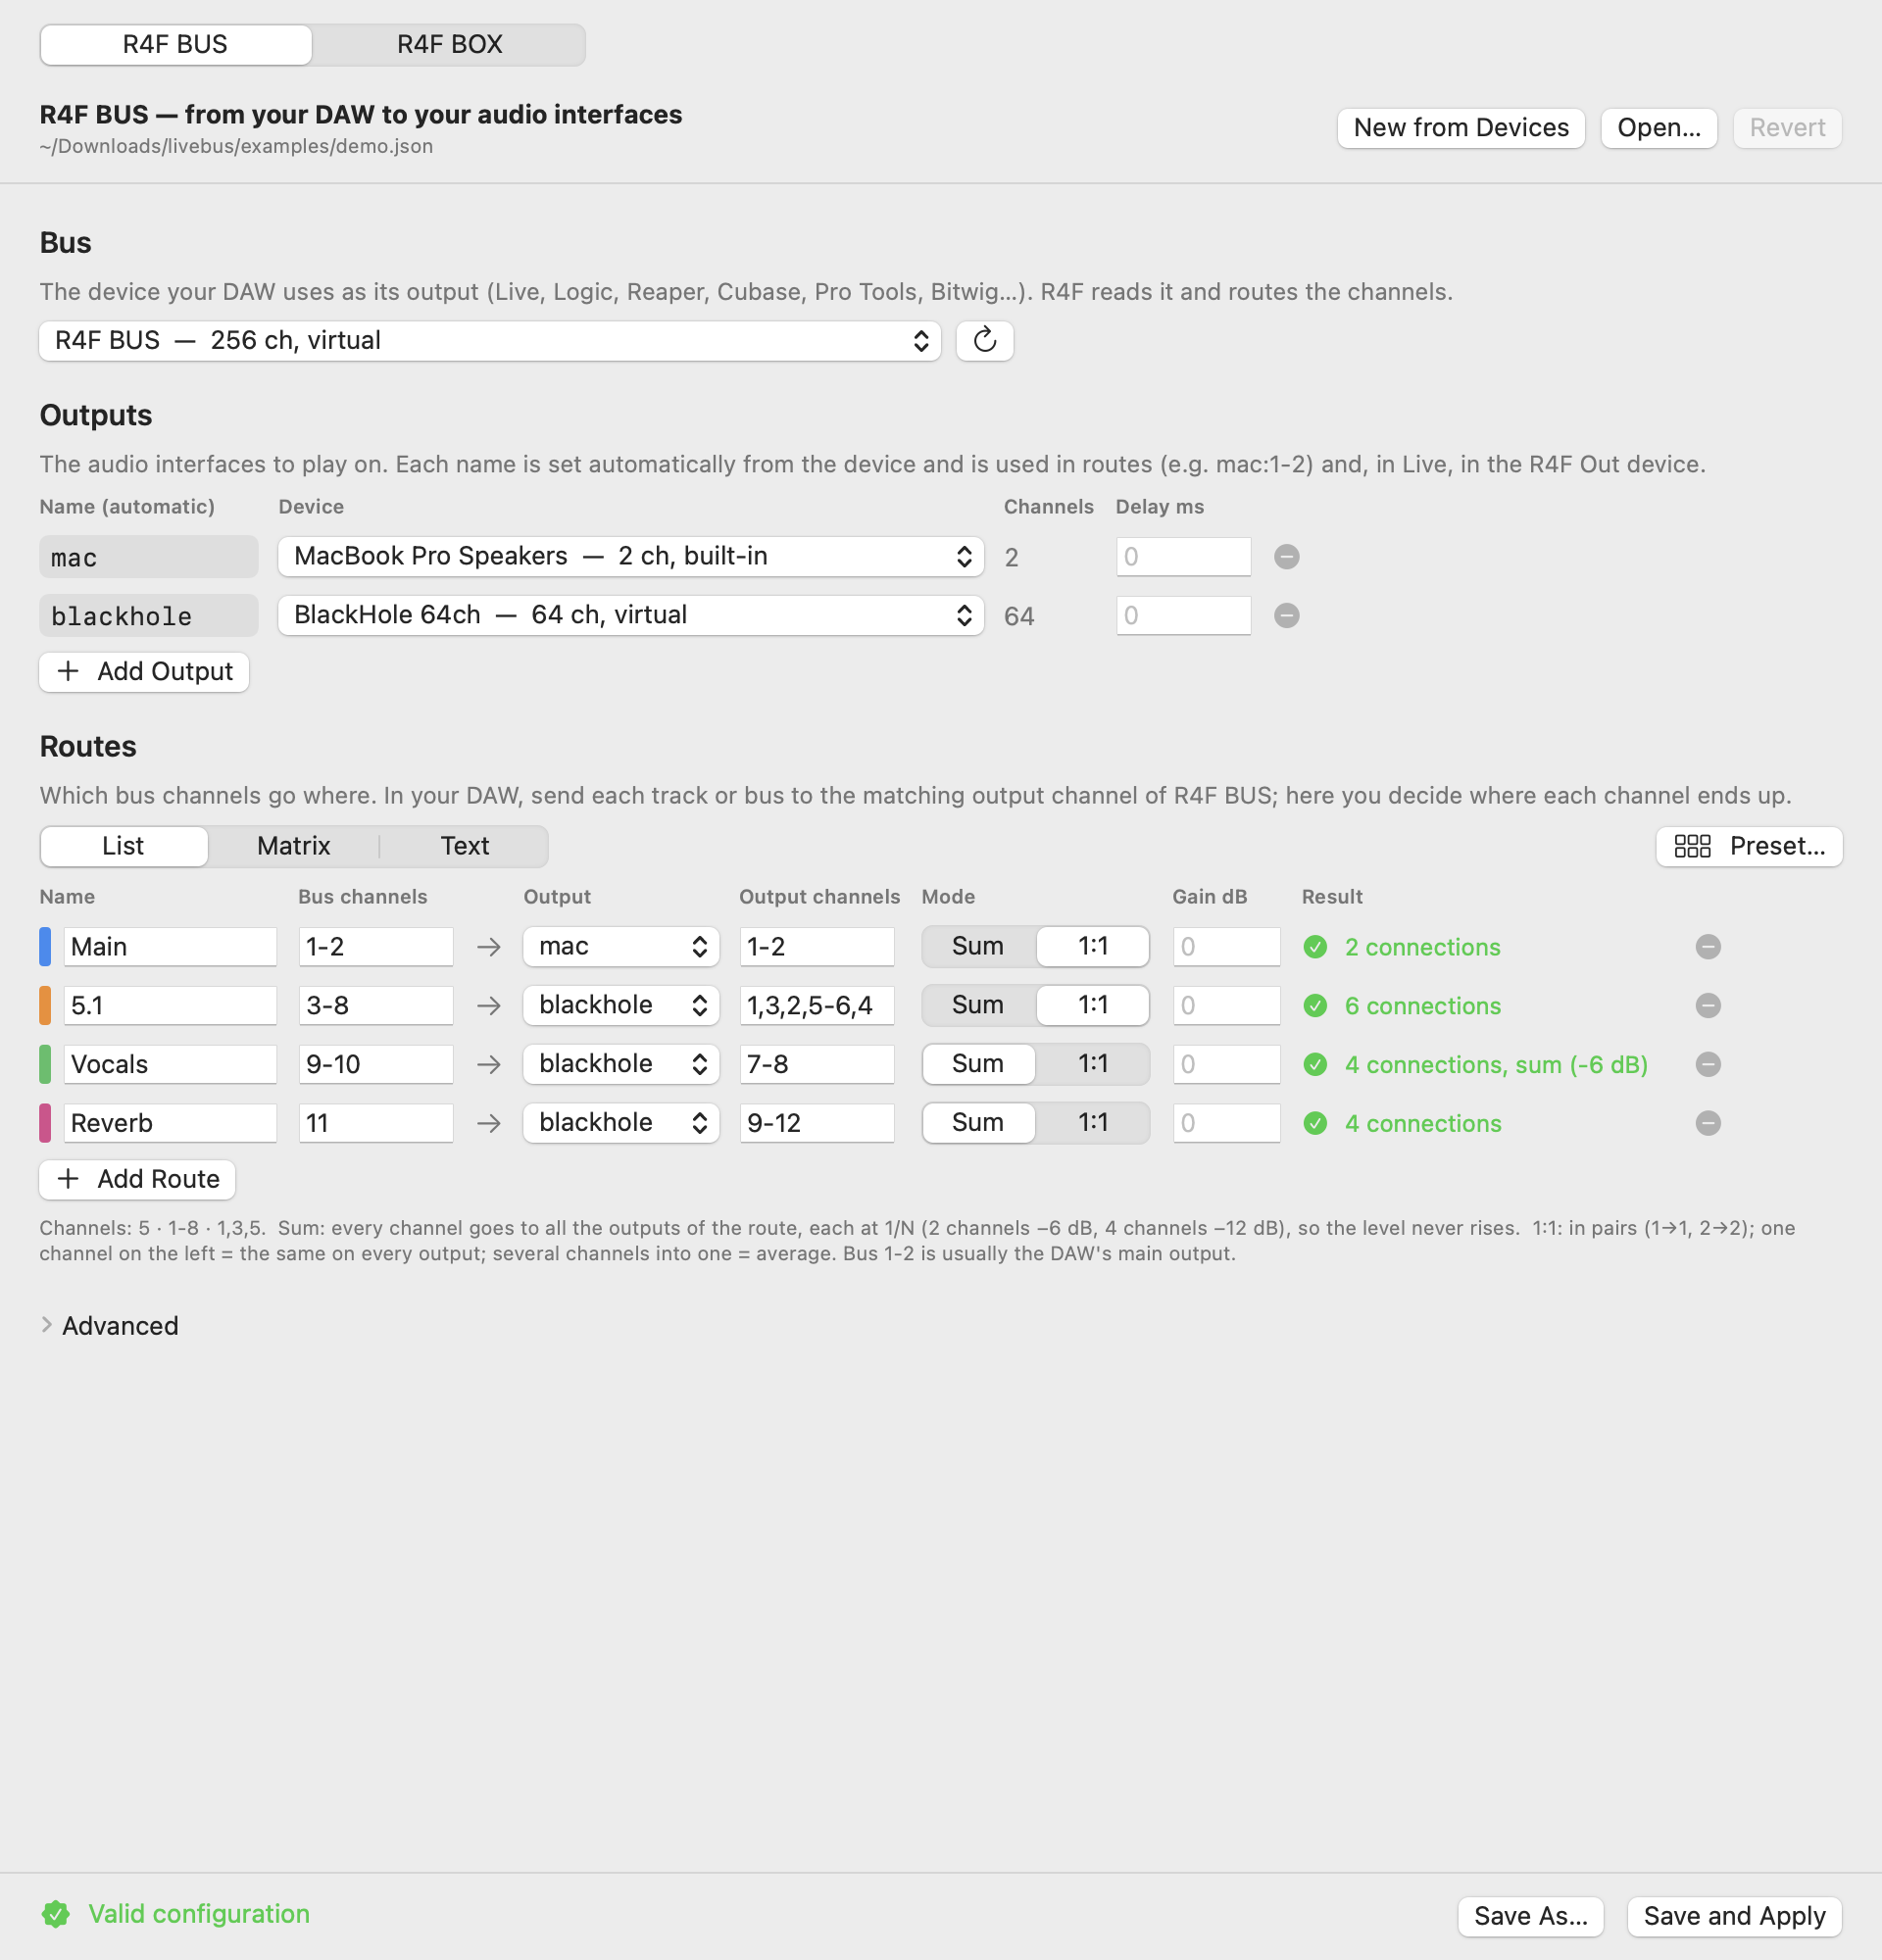 R4F BUS R4F BOX
R4F BUS — from your DAW to your audio interfaces
~/Downloads/livebus/examples/demo.json
New from Devices Open... Revert
Bus
The device your DAW uses as its output (Live, Logic, Reaper, Cubase, Pro Tools, Bitwig...). R4F reads it and routes the channels.
R4F BUS — 256 ch, virtual
Outputs
The audio interfaces to play on. Each name is set automatically from the device and is used in routes (e.g. mac:1-2) and, in Live, in the R4F Out device.
Name (automatic) Device Channels Delay ms
mac MacBook Pro Speakers — 2 ch, built-in 2 0
blackhole BlackHole 64ch — 64 ch, virtual 64 0
+ Add Output
Routes
Which bus channels go where. In your DAW, send each track or bus to the matching output channel of R4F BUS; here you decide where each channel ends up.
List Matrix Text Preset...
Name Bus channels Output Output channels Mode Gain dB Result
Main 1-2 → mac 1-2 Sum 1:1 0 2 connections
5.1 3-8 → blackhole 1,3,2,5-6,4 Sum 1:1 0 6 connections
Vocals 9-10 → blackhole 7-8 Sum 1:1 0 4 connections, sum (-6 dB)
Reverb 11 → blackhole 9-12 Sum 1:1 0 4 connections
+ Add Route
Channels: 5 · 1-8 · 1,3,5. Sum: every channel goes to all the outputs of the route, each at 1/N (2 channels −6 dB, 4 channels −12 dB), so the level never rises. 1:1: in pairs (1→1, 2→2); one
channel on the left = the same on every output; several channels into one = average. Bus 1-2 is usually the DAW's main output.
Advanced
Valid configuration
Save As... Save and Apply